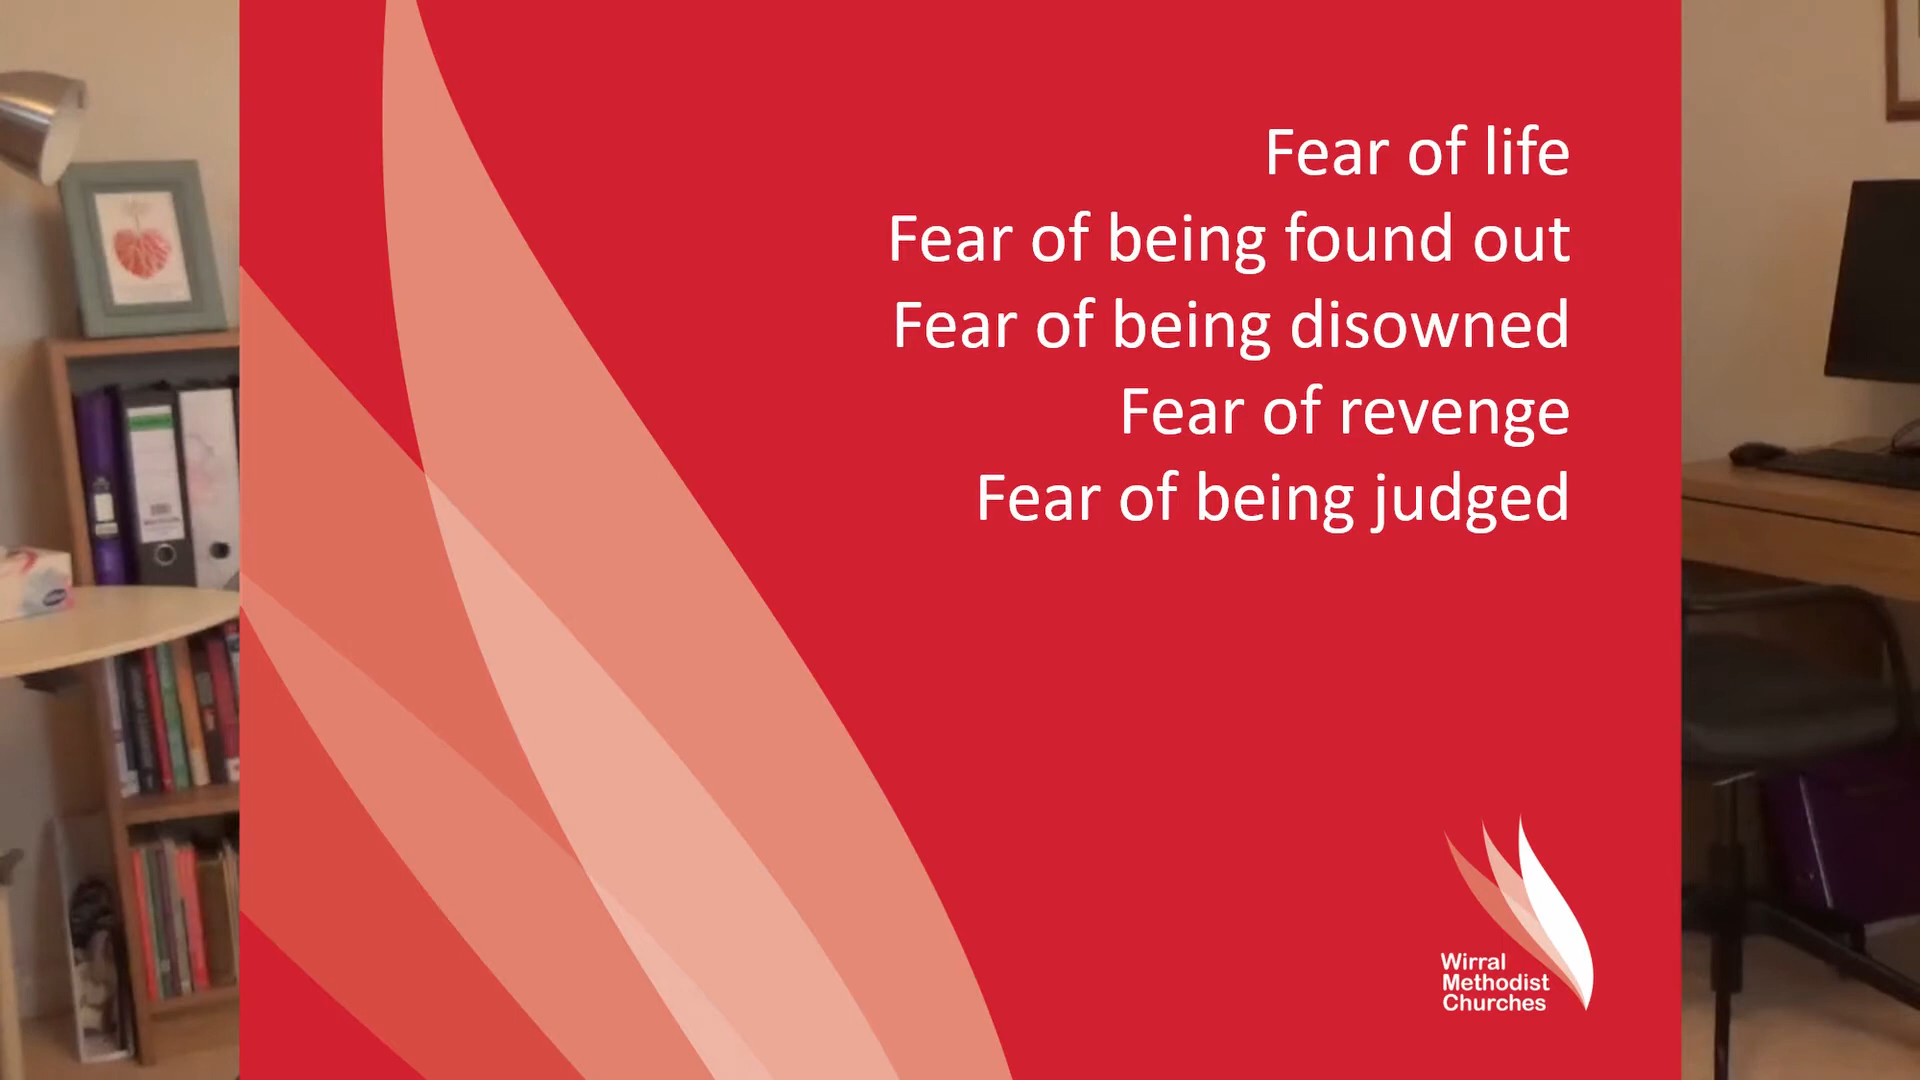 Fear of life
Fear of being found out
Fear of being disowned
Fear of revenge
Fear of being judged
Wirral
Methodist
Churches